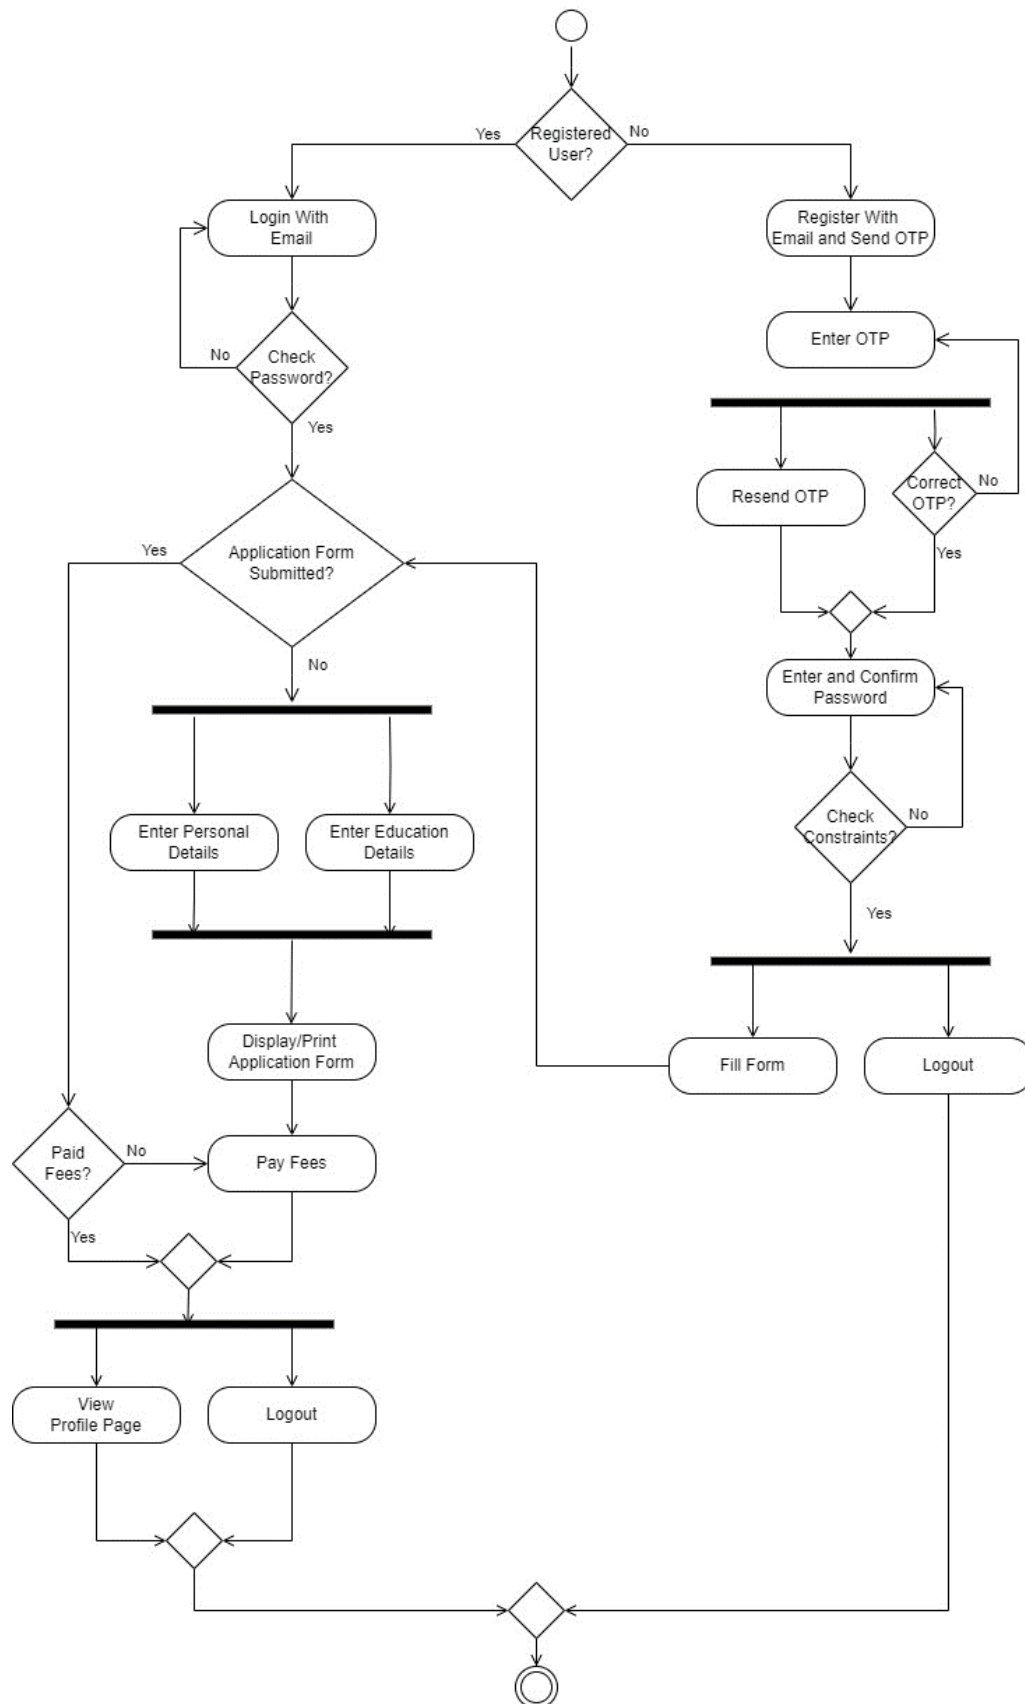 Registered
User?
Yes
No
Login With
Email
Register With
Email and Send OTP
Enter OTP
No
Check
Password?
Yes
Resend OTP
Correct
OTP?
No
Yes
Yes
Application Form
Submitted?
No
Enter and Confirm
Password
Check
Constraints?
No
Yes
Enter Personal
Details
Enter Education
Details
Display/Print
Application Form
Fill Form
Logout
Paid
Fees?
No
Yes
Pay Fees
View
Profile Page
Logout